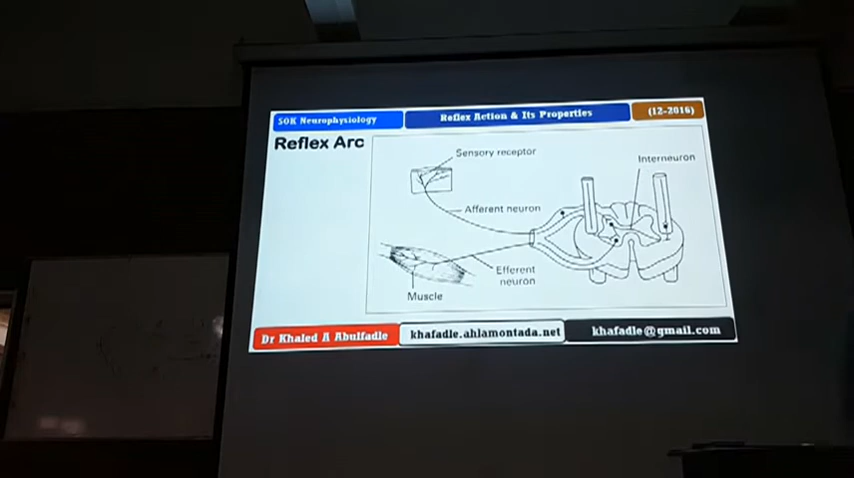 SOK Neurophysiology
Reflex Action & Its Properties
(12-2016)
Reflex Arc
Sensory receptor
Interneuron
Afferent neuron
Efferent
neuron
Muscle
Dr Khaled A Abulfadle
khafadle.ahlamontada.net
khafadle@gmail.com